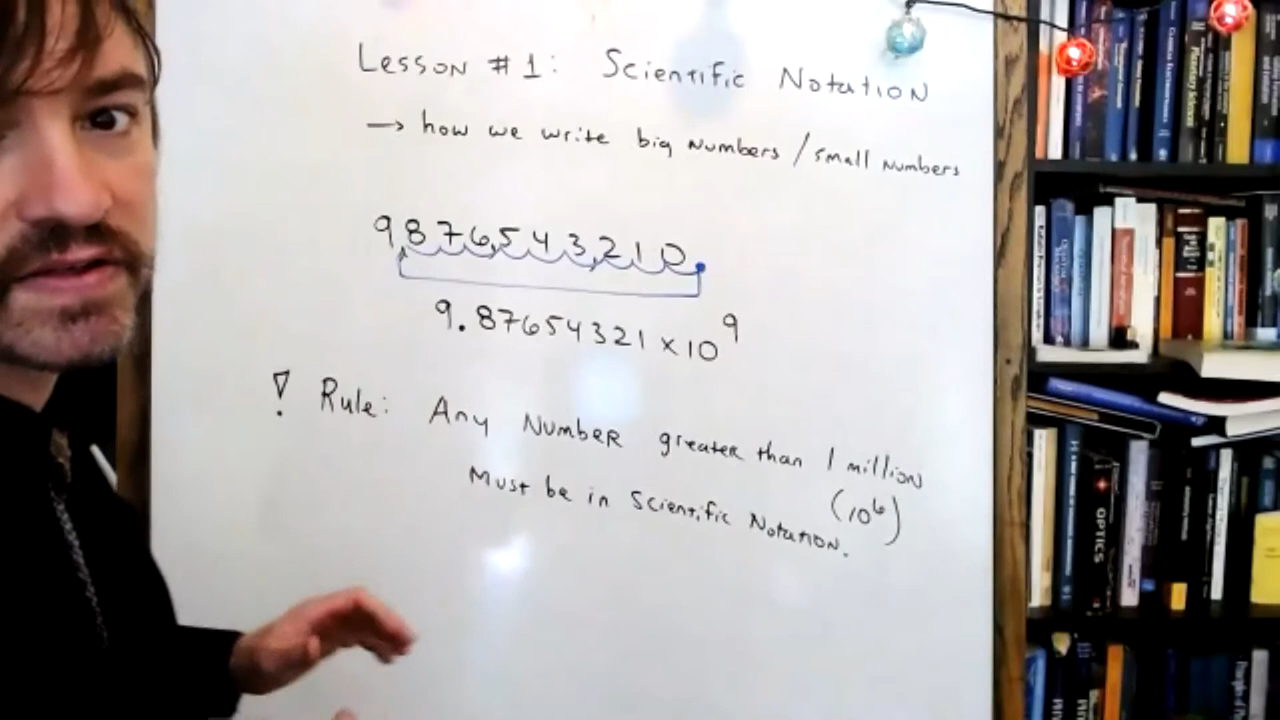 Lesson #1: Scientific Notation
→ how we write big numbers / small numbers
9,876,543,210
9.87654321 x 10⁹
! Rule: Any Number greater than 1 million
(10⁶)
Must be in Scientific Notation.
OPTICS